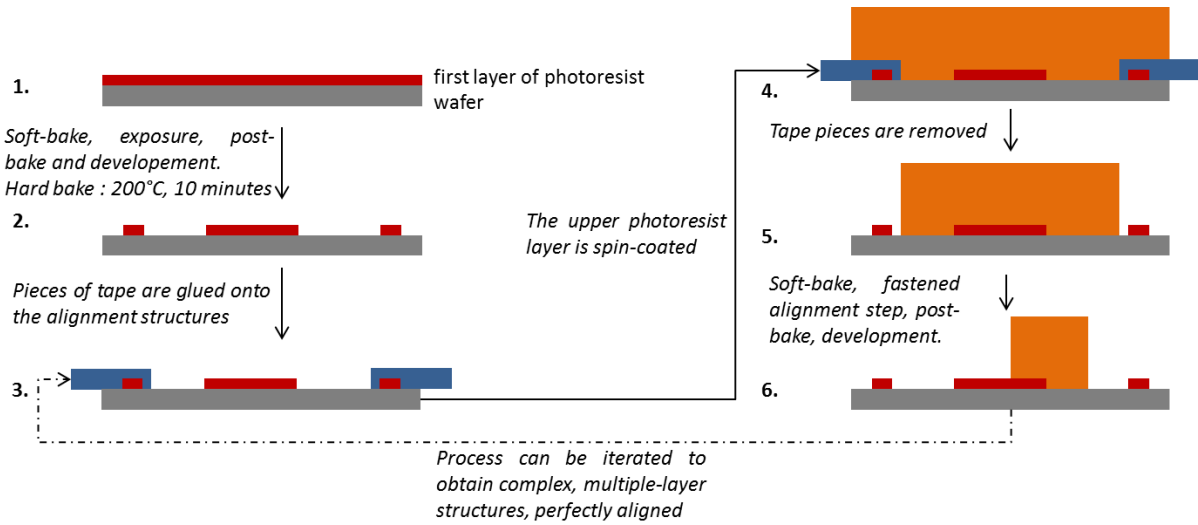 1.
first layer of photoresist
wafer
Soft-bake, exposure, post-
bake and developement.
Hard bake : 200°C, 10 minutes
2.
Pieces of tape are glued onto
the alignment structures
3.
The upper photoresist
layer is spin-coated
4.
Tape pieces are removed
5.
Soft-bake, fastened
alignment step, post-
bake, development.
6.
Process can be iterated to
obtain complex, multiple-layer
structures, perfectly aligned